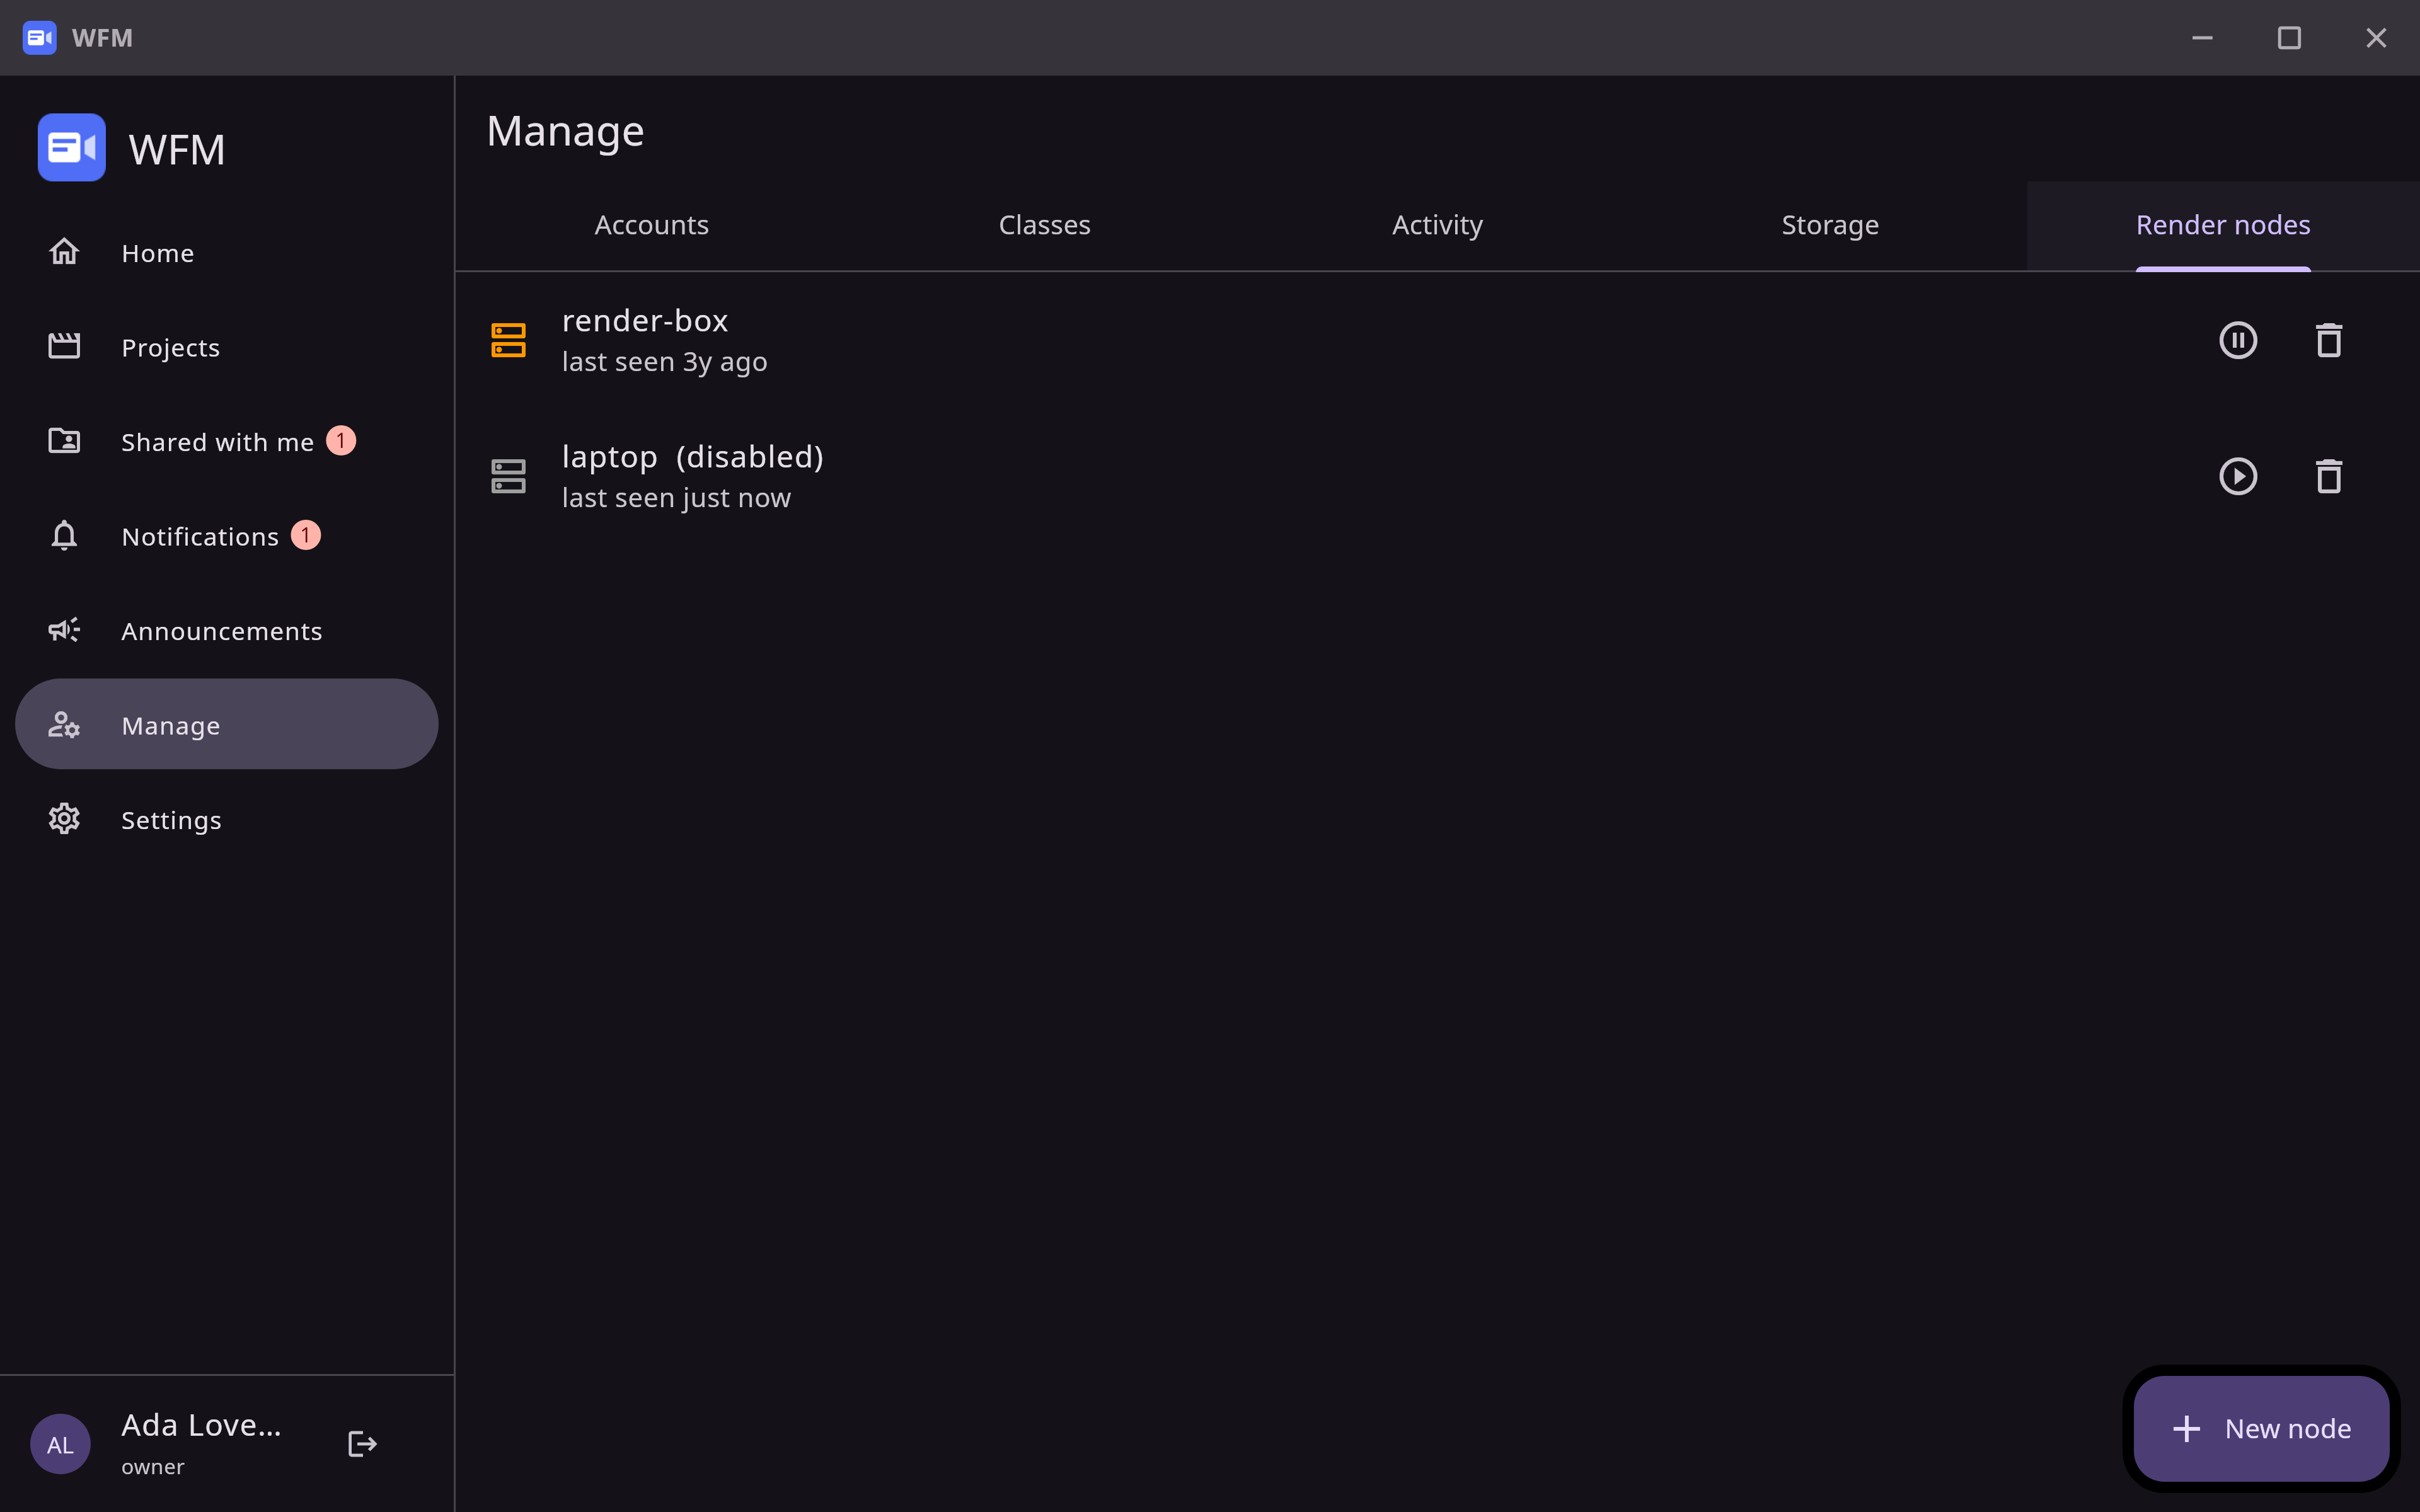 WFM
WFM
Home
Projects
Shared with me 1
Notifications 1
Announcements
Manage
Settings
AL
Ada Love...
owner
Manage
Accounts
Classes
Activity
Storage
Render nodes
render-box
last seen 3y ago
laptop (disabled)
last seen just now
New node